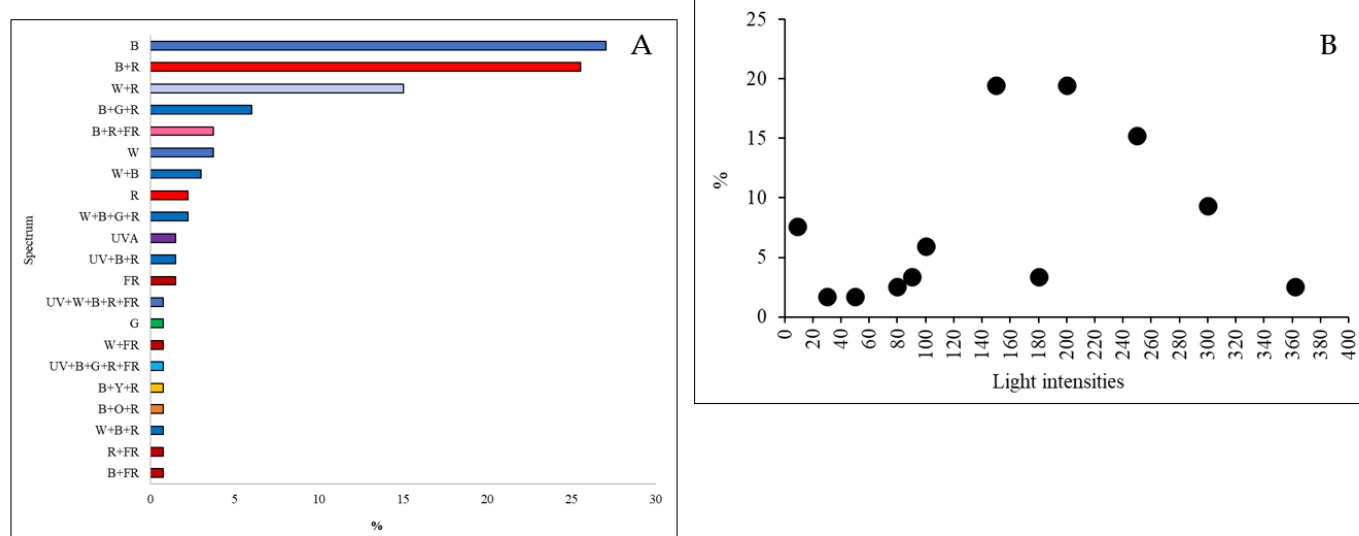 A
Spectrum
B
B+R
W+R
B+G+R
B+R+FR
W
W+B
R
W+B+G+R
UVA
UV+B+R
FR
UV+W+B+R+FR
G
W+FR
UV+B+G+R+FR
B+Y+R
B+O+R
W+B+R
R+FR
B+FR
0 5 10 15 20 25 30
%
B
%
25
20
15
10
5
0
0 20 40 60 80 100 120 140 160 180 200 220 240 260 280 300 320 340 360 380 400
Light intensities